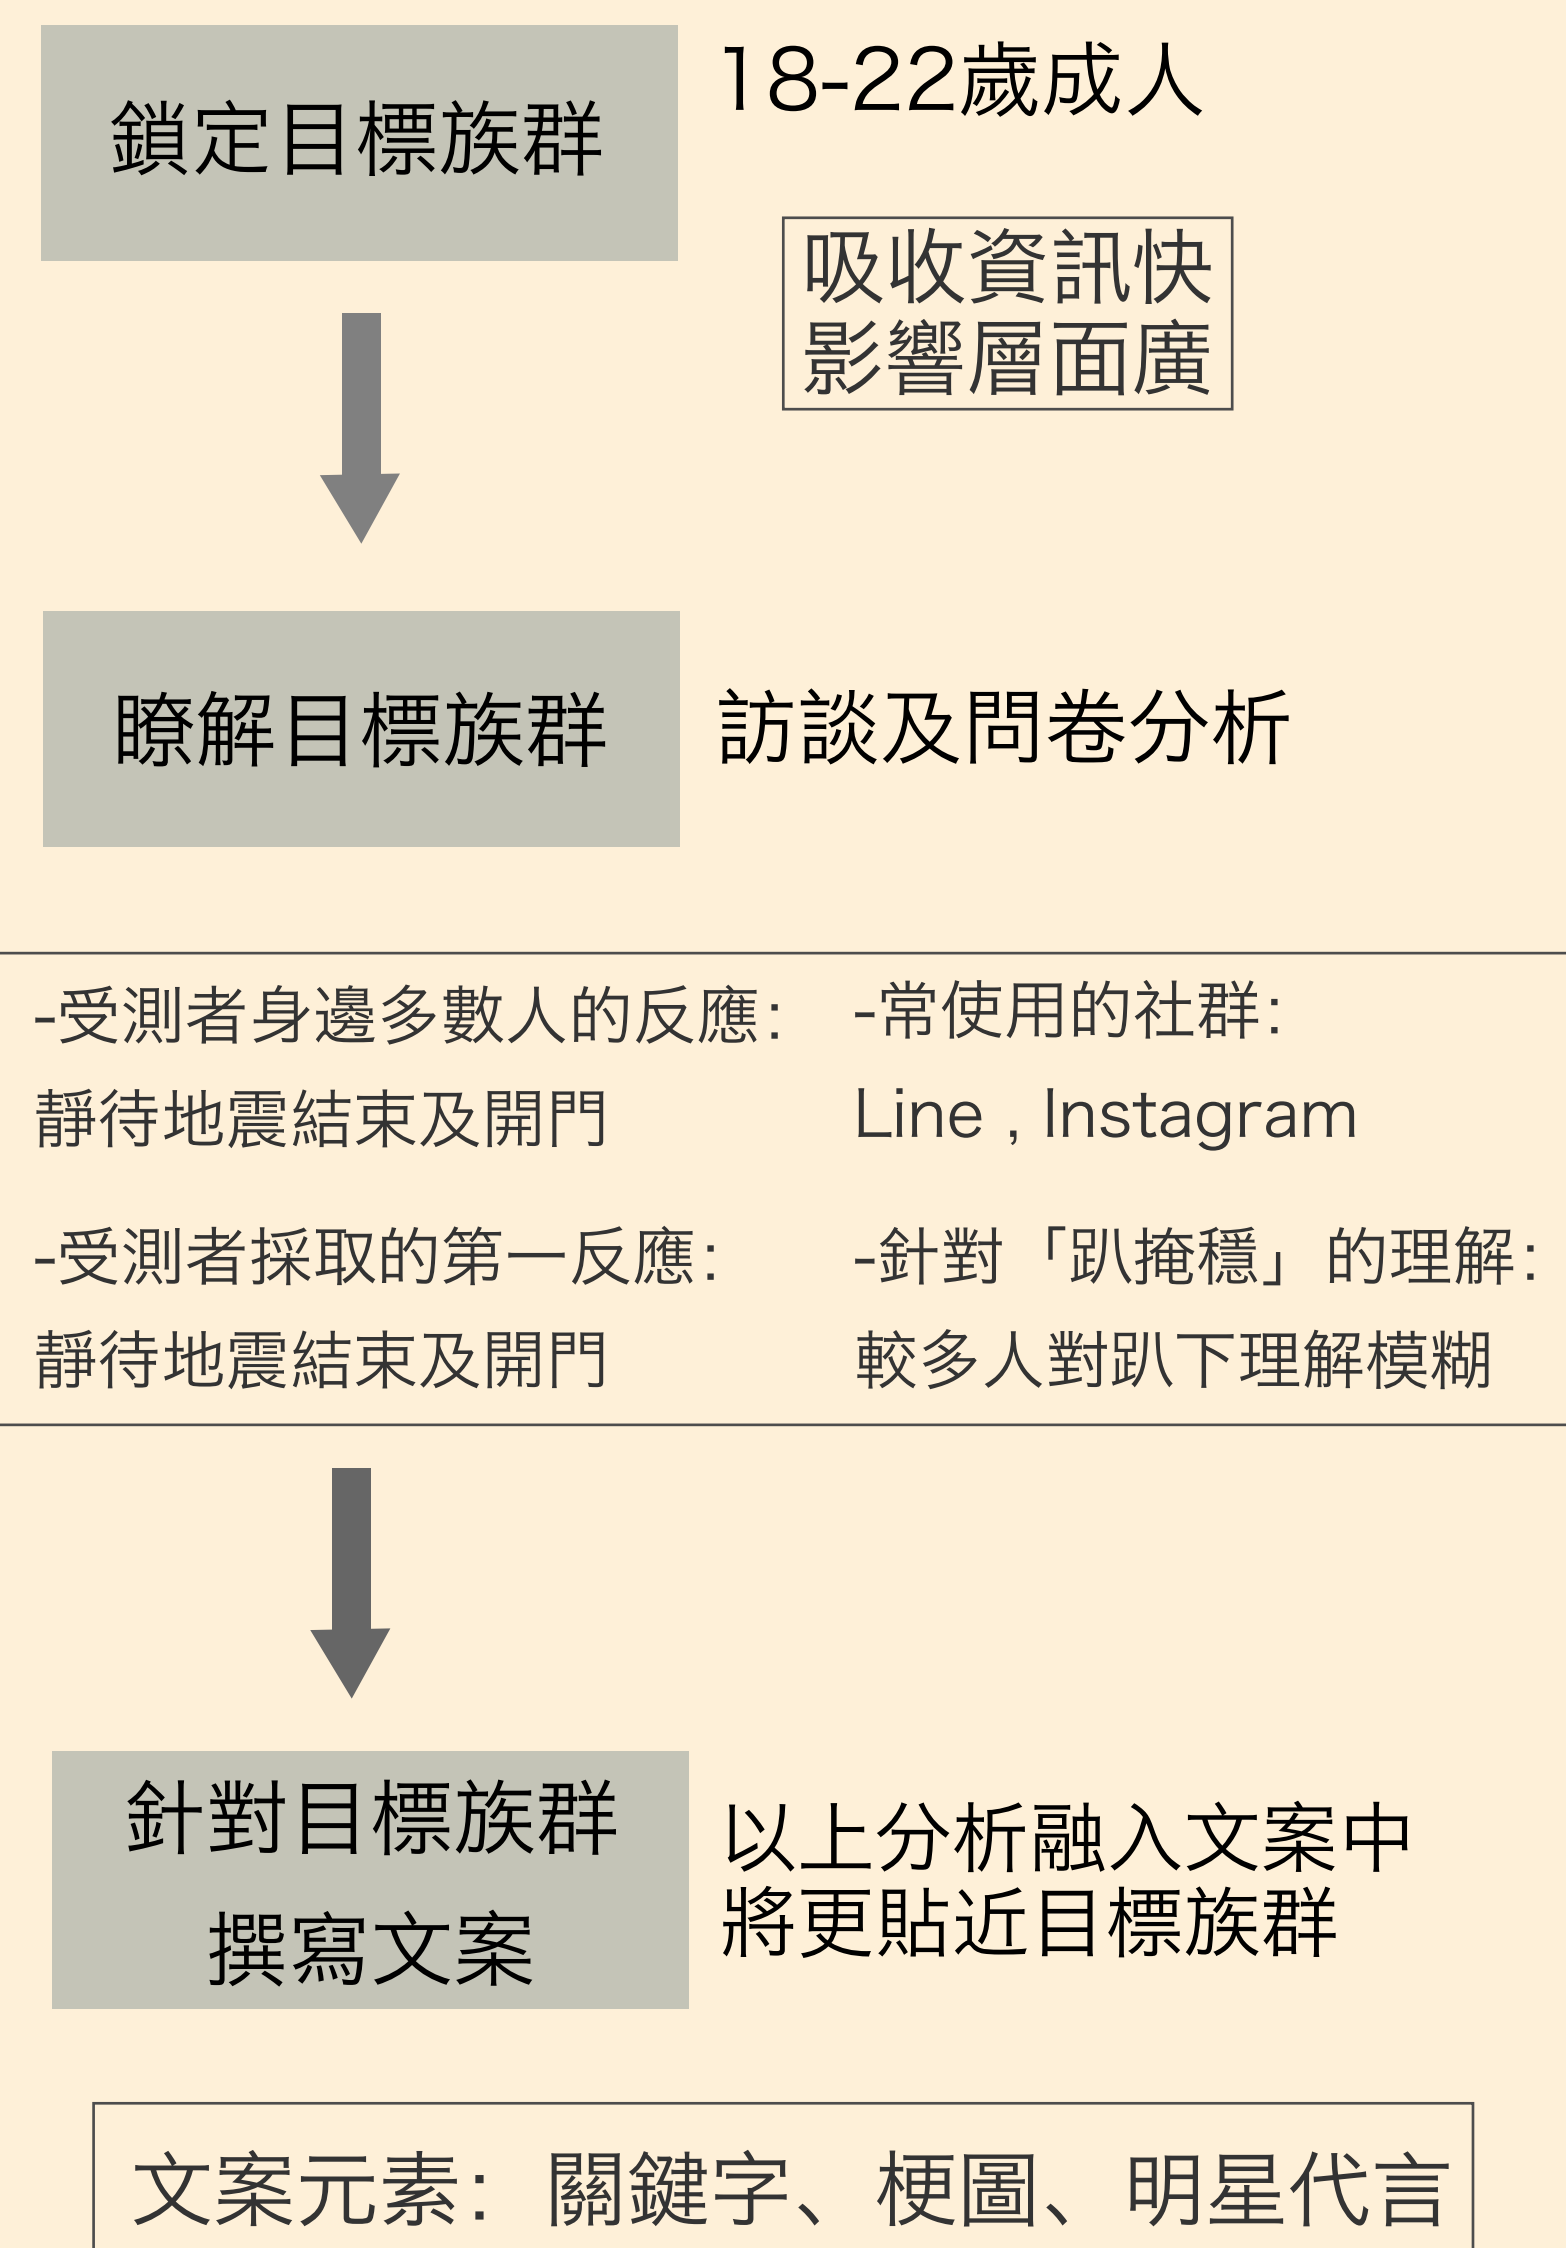 鎖定目標族群
18-22歲成人
吸收資訊快
影響層面廣
瞭解目標族群
訪談及問卷分析
-受測者身邊多數人的反應：
靜待地震結束及開門
-常使用的社群：
Line , Instagram
-受測者採取的第一反應：
靜待地震結束及開門
-針對「趴掩穩」的理解：
較多人對趴下理解模糊
針對目標族群
撰寫文案
以上分析融入文案中
將更貼近目標族群
文案元素：關鍵字、梗圖、明星代言